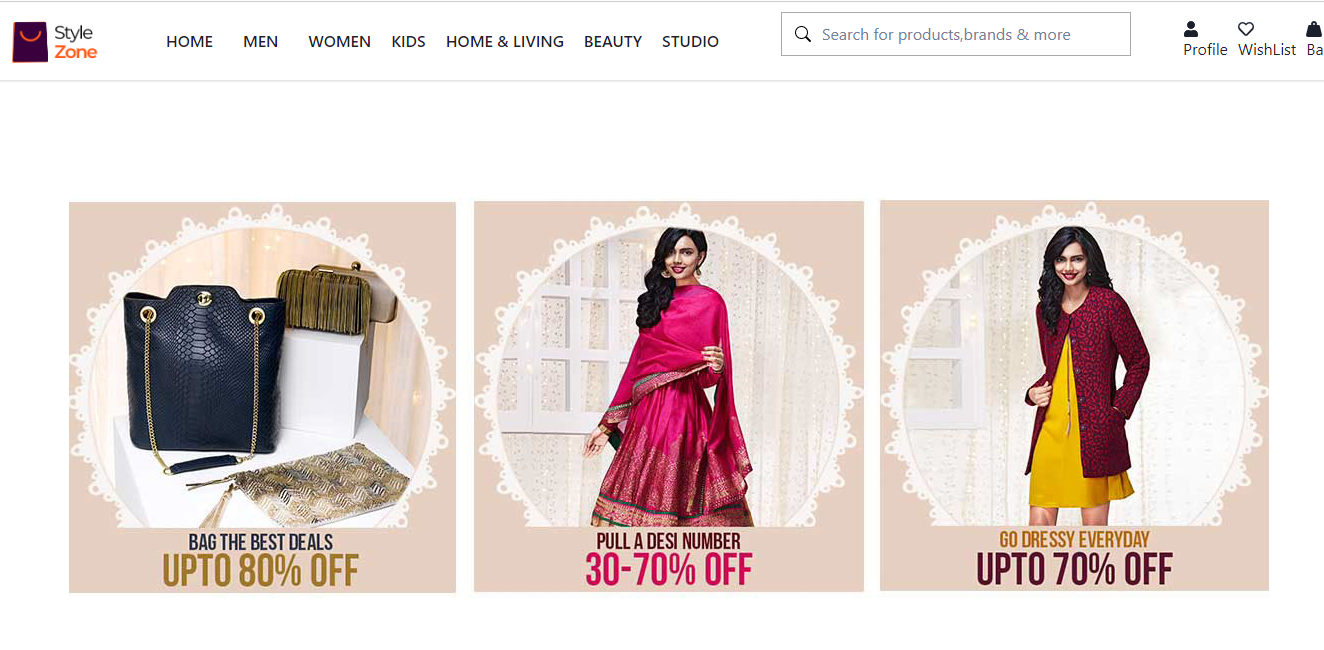 Style
Zone
HOME MEN WOMEN KIDS HOME & LIVING BEAUTY STUDIO
Search for products,brands & more
Profile WishList Ba
BAG THE BEST DEALS
UPTO 80% OFF
PULL A DESI NUMBER
30-70% OFF
GO DRESSY EVERYDAY
UPTO 70% OFF